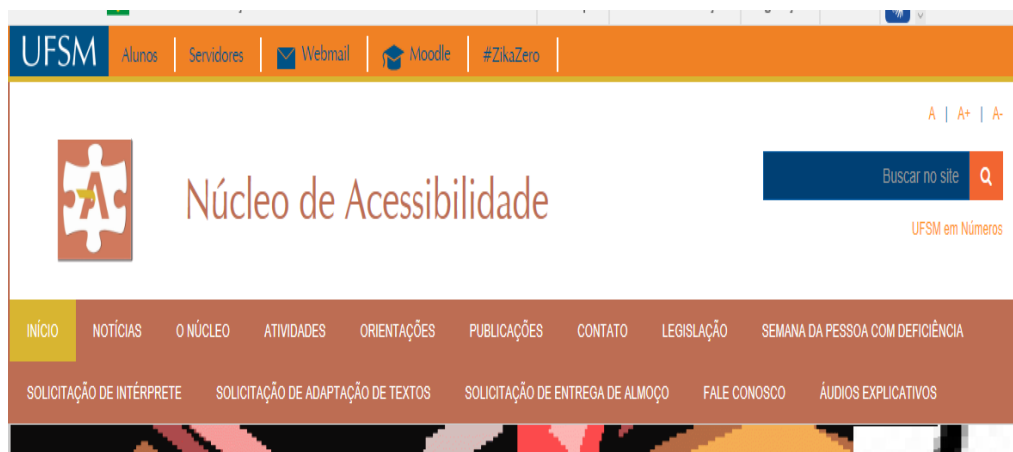 UFSM Alunos Servidores Webmail Moodle #ZikaZero
A | A+ | A-
A
Núcleo de Acessibilidade
Buscar no site
UFSM em Números
INÍCIO NOTÍCIAS O NÚCLEO ATIVIDADES ORIENTAÇÕES PUBLICAÇÕES CONTATO LEGISLAÇÃO SEMANA DA PESSOA COM DEFICIÊNCIA
SOLICITAÇÃO DE INTÉRPRETE SOLICITAÇÃO DE ADAPTAÇÃO DE TEXTOS SOLICITAÇÃO DE ENTREGA DE ALMOÇO FALE CONOSCO ÁUDIOS EXPLICATIVOS